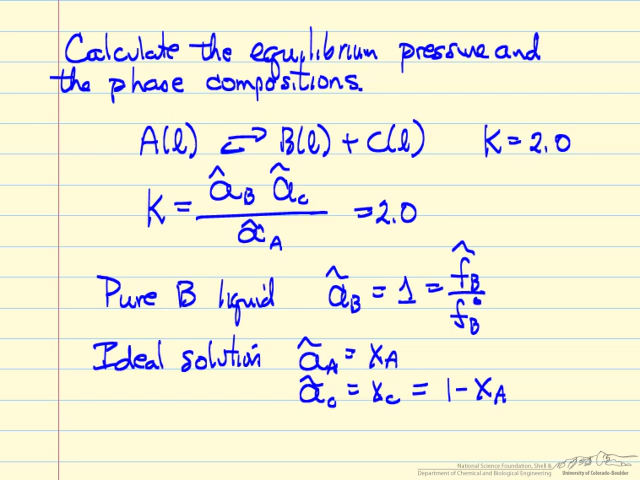 Calculate the equilibrium pressure and
the phase compositions.
A(l) ⇌ B(l) + C(l) K = 2.0
K = âB âC / âA = 2.0
Pure B liquid âB = 1 = f̂B / f°B
Ideal solution âA = xA
âC = xC = 1 - xA
National Science Foundation, Shell &
Department of Chemical and Biological Engineering University of Colorado-Boulder